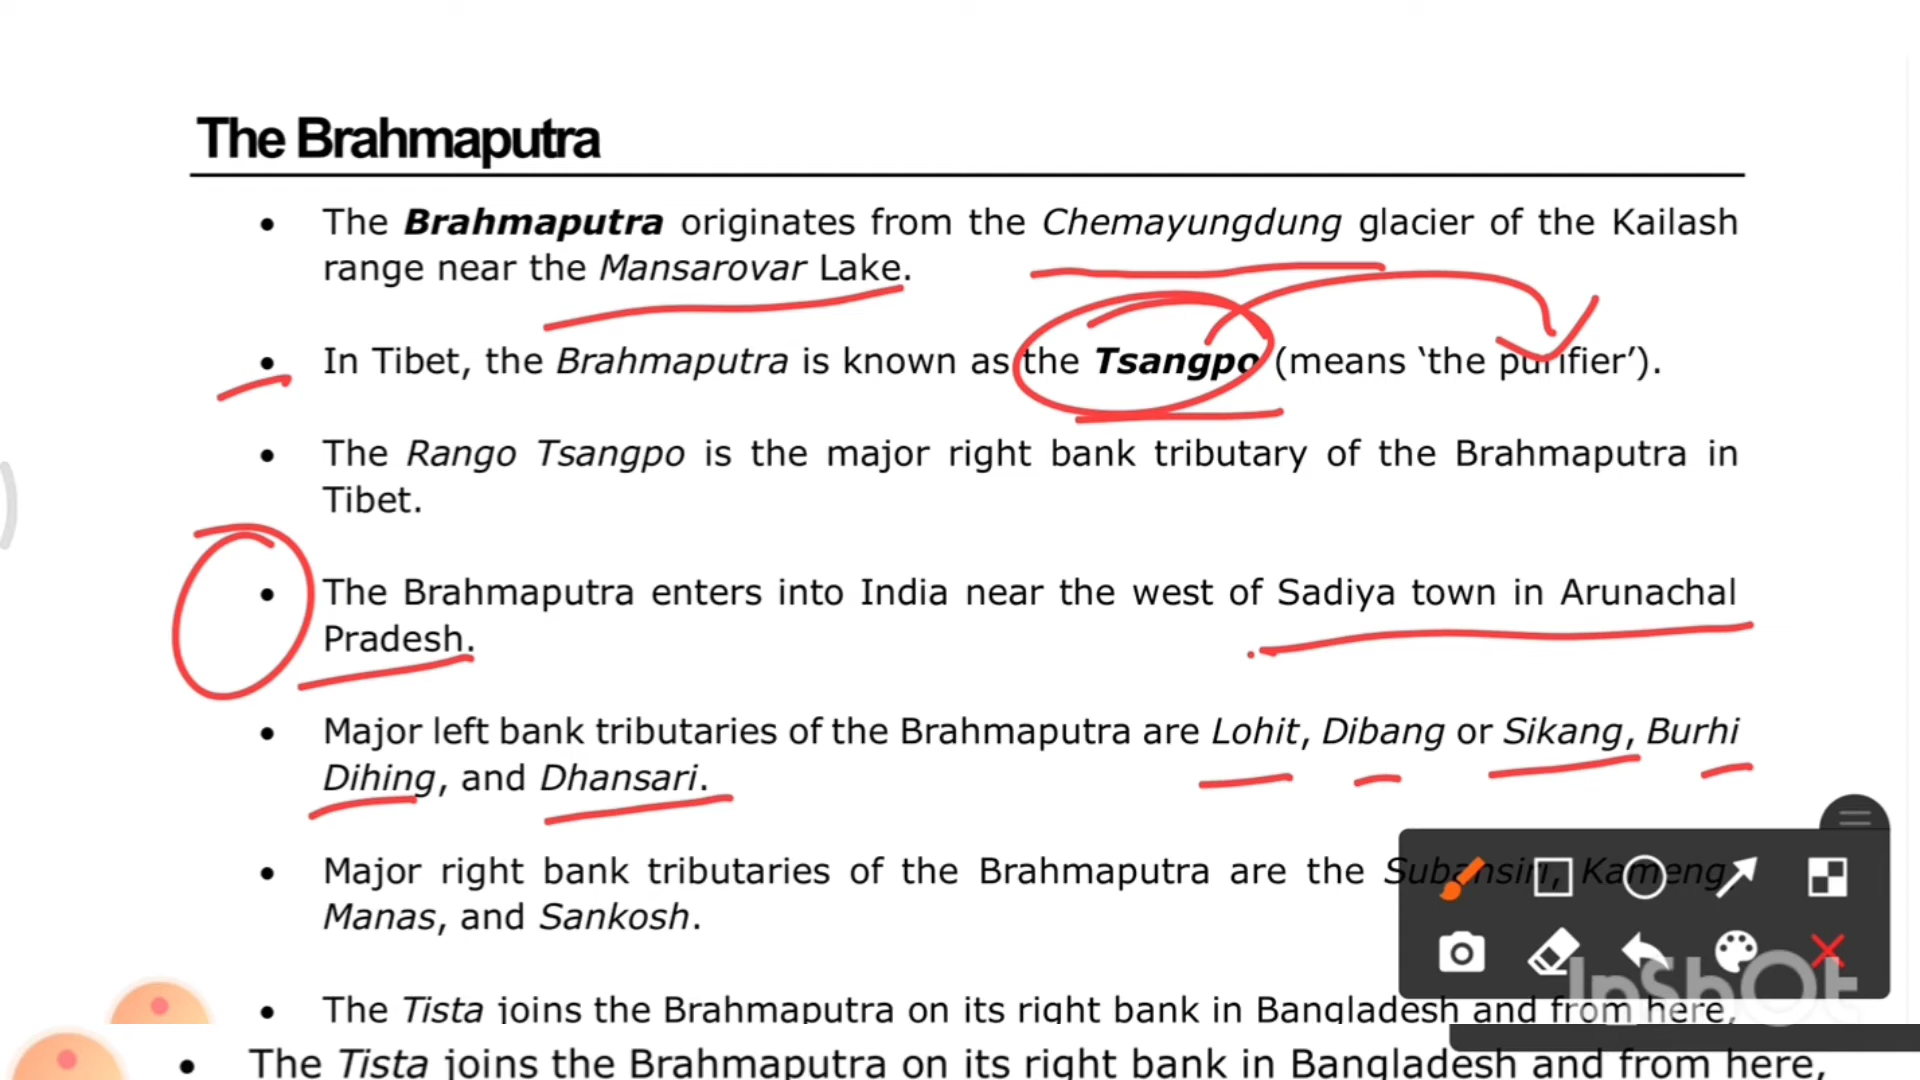 The Brahmaputra
• The Brahmaputra originates from the Chemayungdung glacier of the Kailash
range near the Mansarovar Lake.
• In Tibet, the Brahmaputra is known as the Tsangpo (means ‘the purifier’).
• The Rango Tsangpo is the major right bank tributary of the Brahmaputra in
Tibet.
• The Brahmaputra enters into India near the west of Sadiya town in Arunachal
Pradesh.
• Major left bank tributaries of the Brahmaputra are Lohit, Dibang or Sikang, Burhi
Dihing, and Dhansari.
• Major right bank tributaries of the Brahmaputra are the Subansiri, Kameng
Manas, and Sankosh.
• The Tista joins the Brahmaputra on its right bank in Bangladesh and from here,
InShOt
• The Tista joins the Brahmaputra on its right bank in Bangladesh and from here,